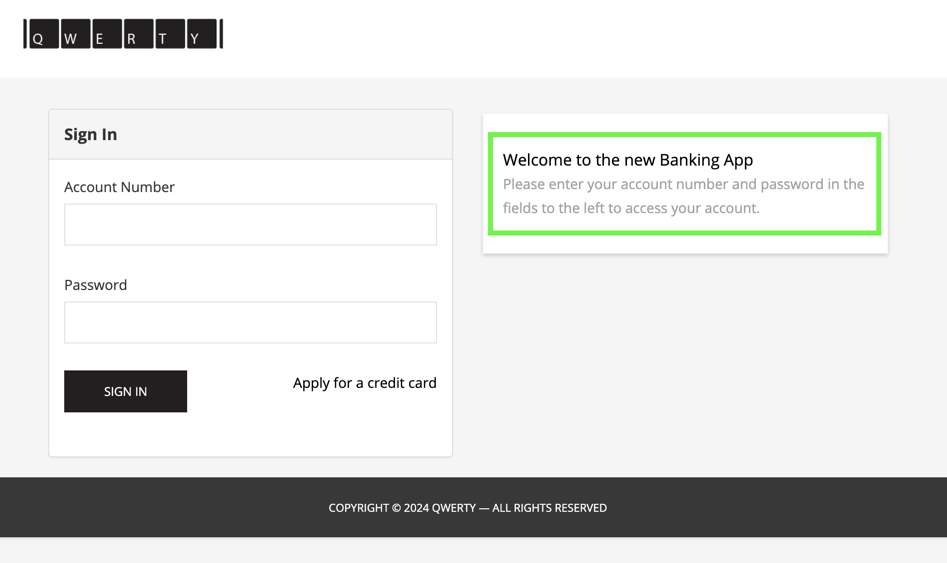 QWERTY
Sign In
Account Number
Password
SIGN IN
Apply for a credit card
Welcome to the new Banking App
Please enter your account number and password in the
fields to the left to access your account.
COPYRIGHT © 2024 QWERTY — ALL RIGHTS RESERVED